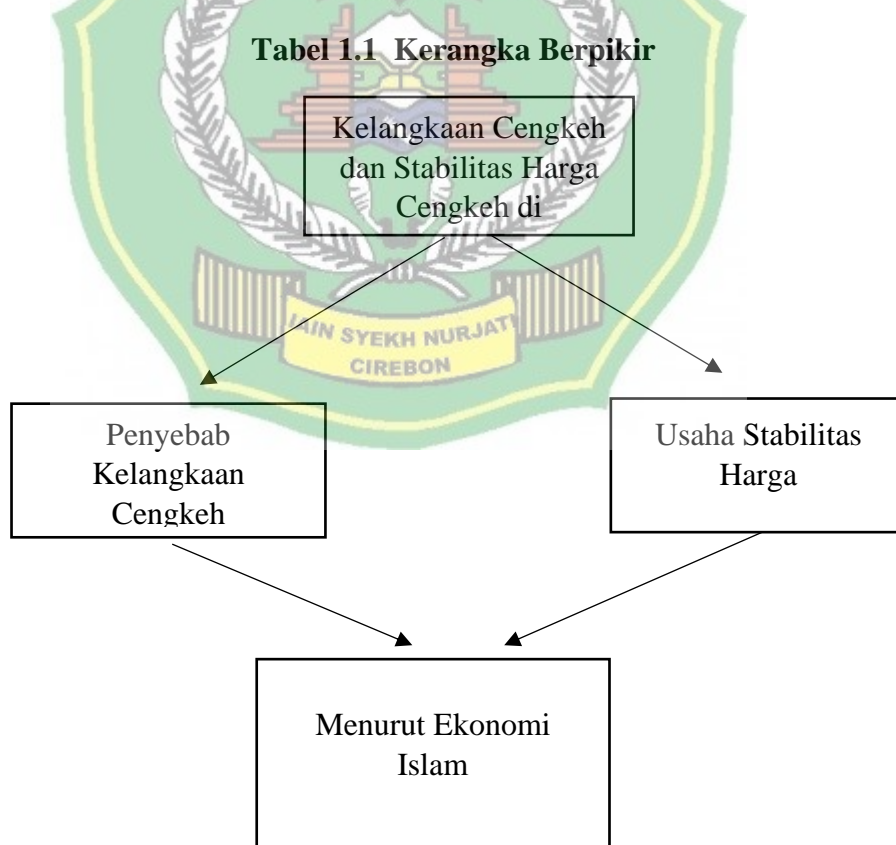 Tabel 1.1 Kerangka Berpikir
Kelangkaan Cengkeh
dan Stabilitas Harga
Cengkeh di
IAIN SYEKH NURJATI
CIREBON
Penyebab
Kelangkaan
Cengkeh
Usaha Stabilitas
Harga
Menurut Ekonomi
Islam